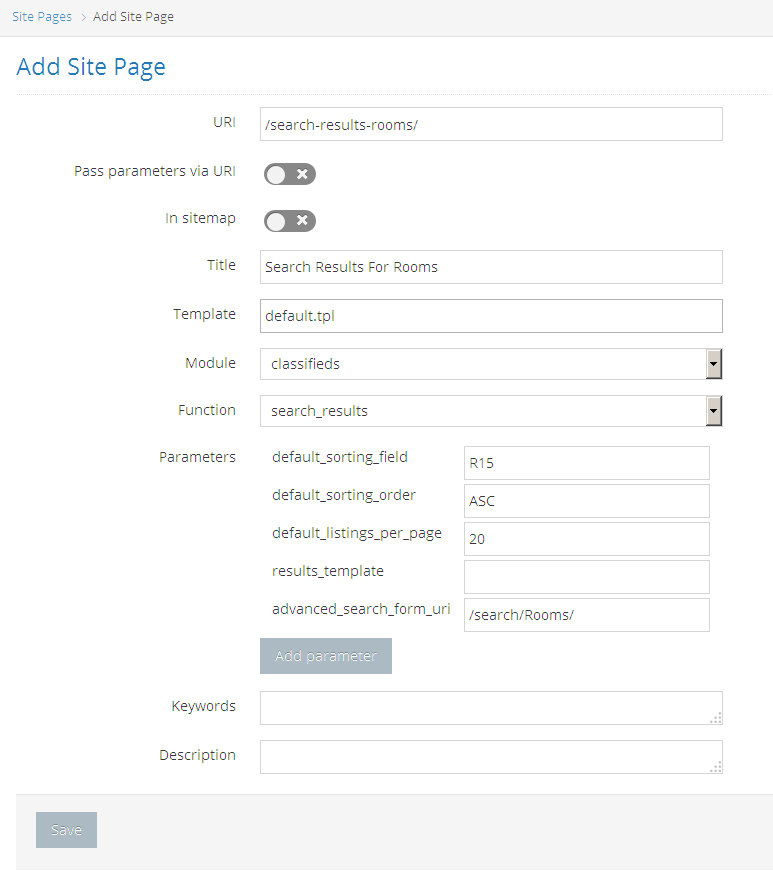 Site Pages > Add Site Page
Add Site Page
URI /search-results-rooms/
Pass parameters via URI
In sitemap
Title Search Results For Rooms
Template default.tpl
Module classifieds
Function search_results
Parameters default_sorting_field R15
default_sorting_order ASC
default_listings_per_page 20
results_template
advanced_search_form_uri /search/Rooms/
Add parameter
Keywords
Description
Save